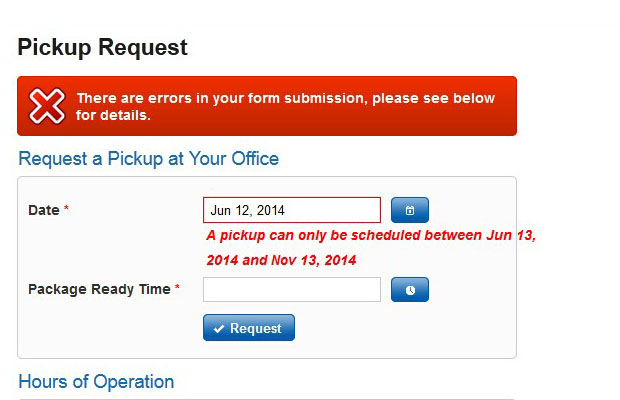 Pickup Request
There are errors in your form submission, please see below
for details.
Request a Pickup at Your Office
Date *
Jun 12, 2014
A pickup can only be scheduled between Jun 13,
2014 and Nov 13, 2014
Package Ready Time *
Request
Hours of Operation